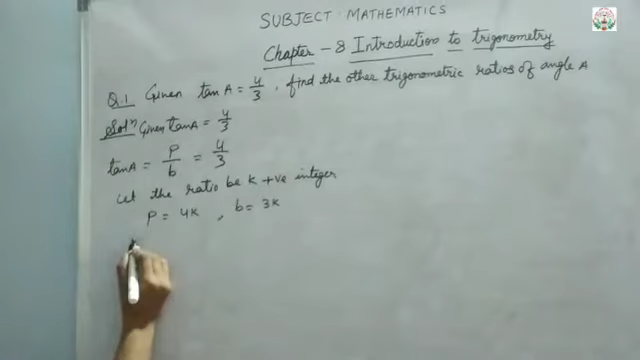 SUBJECT: MATHEMATICS
Chapter - 8 Introduction to trigonometry
Q.1 Given tan A = 4/3, find the other trigonometric ratios of angle A
Solⁿ Given tan A = 4/3
tan A = P/b = 4/3
Let the ratio be K +ve integer
P = 4K, b = 3K